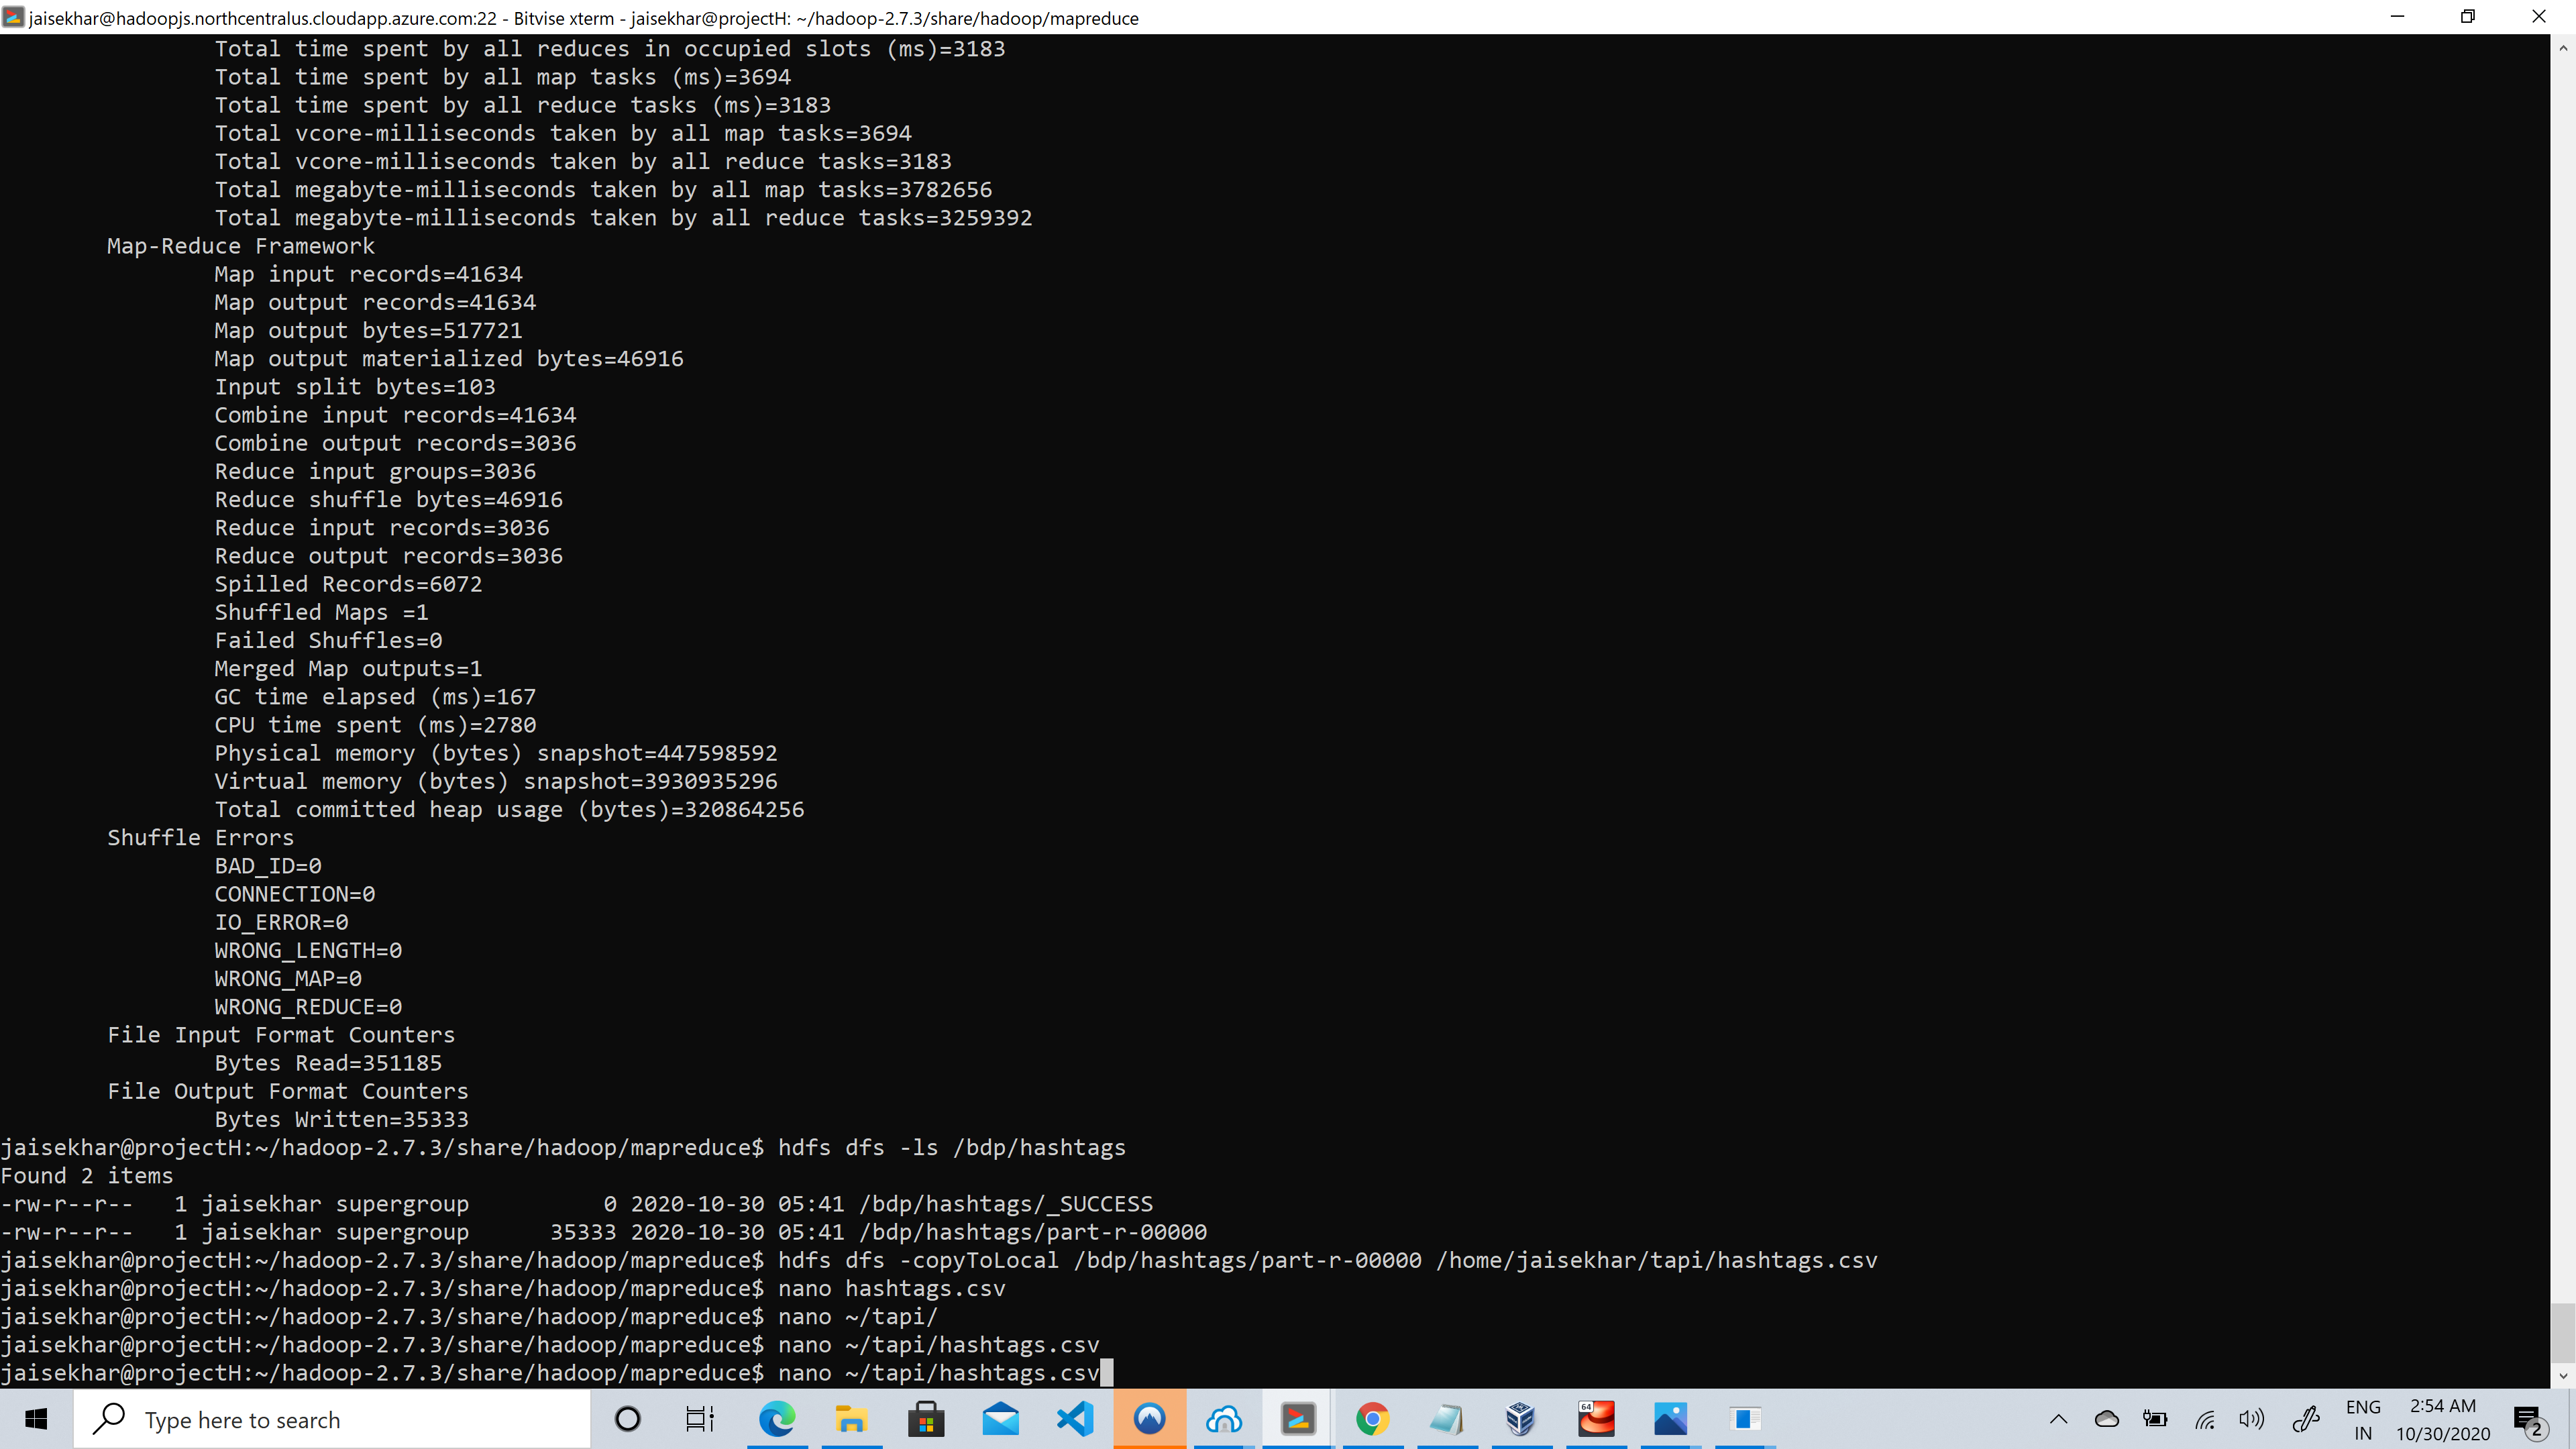 jaisekhar@hadoopjs.northcentralus.cloudapp.azure.com:22 - Bitvise xterm - jaisekhar@projectH: ~/hadoop-2.7.3/share/hadoop/mapreduce
Total time spent by all reduces in occupied slots (ms)=3183
Total time spent by all map tasks (ms)=3694
Total time spent by all reduce tasks (ms)=3183
Total vcore-milliseconds taken by all map tasks=3694
Total vcore-milliseconds taken by all reduce tasks=3183
Total megabyte-milliseconds taken by all map tasks=3782656
Total megabyte-milliseconds taken by all reduce tasks=3259392
Map-Reduce Framework
Map input records=41634
Map output records=41634
Map output bytes=517721
Map output materialized bytes=46916
Input split bytes=103
Combine input records=41634
Combine output records=3036
Reduce input groups=3036
Reduce shuffle bytes=46916
Reduce input records=3036
Reduce output records=3036
Spilled Records=6072
Shuffled Maps =1
Failed Shuffles=0
Merged Map outputs=1
GC time elapsed (ms)=167
CPU time spent (ms)=2780
Physical memory (bytes) snapshot=447598592
Virtual memory (bytes) snapshot=3930935296
Total committed heap usage (bytes)=320864256
Shuffle Errors
BAD_ID=0
CONNECTION=0
IO_ERROR=0
WRONG_LENGTH=0
WRONG_MAP=0
WRONG_REDUCE=0
File Input Format Counters
Bytes Read=351185
File Output Format Counters
Bytes Written=35333
jaisekhar@projectH:~/hadoop-2.7.3/share/hadoop/mapreduce$ hdfs dfs -ls /bdp/hashtags
Found 2 items
-rw-r--r--   1 jaisekhar supergroup          0 2020-10-30 05:41 /bdp/hashtags/_SUCCESS
-rw-r--r--   1 jaisekhar supergroup      35333 2020-10-30 05:41 /bdp/hashtags/part-r-00000
jaisekhar@projectH:~/hadoop-2.7.3/share/hadoop/mapreduce$ hdfs dfs -copyToLocal /bdp/hashtags/part-r-00000 /home/jaisekhar/tapi/hashtags.csv
jaisekhar@projectH:~/hadoop-2.7.3/share/hadoop/mapreduce$ nano hashtags.csv
jaisekhar@projectH:~/hadoop-2.7.3/share/hadoop/mapreduce$ nano ~/tapi/
jaisekhar@projectH:~/hadoop-2.7.3/share/hadoop/mapreduce$ nano ~/tapi/hashtags.csv
jaisekhar@projectH:~/hadoop-2.7.3/share/hadoop/mapreduce$ nano ~/tapi/hashtags.csv
Type here to search
64
ENG
IN
2:54 AM
10/30/2020
2